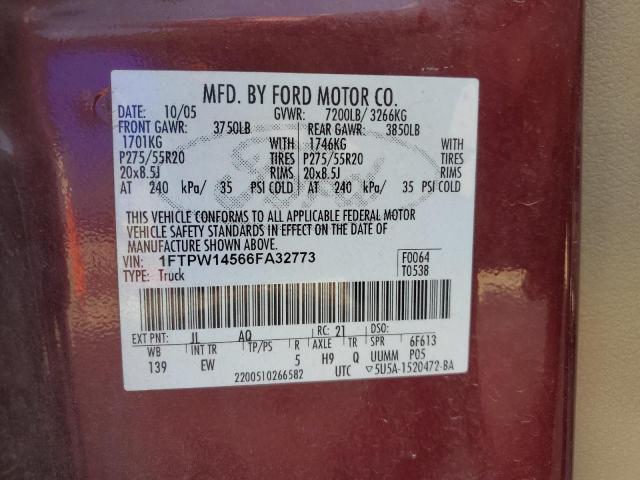 MFD. BY FORD MOTOR CO.
DATE: 10/05 GVWR: 7200LB/ 3266KG
FRONT GAWR: 3750LB REAR GAWR: 3850LB
1701KG WITH 1746KG WITH
P275/55R20 TIRES P275/55R20 TIRES
20x8.5J RIMS 20x8.5J RIMS
AT 240 kPa/ 35 PSI COLD AT 240 kPa/ 35 PSI COLD
THIS VEHICLE CONFORMS TO ALL APPLICABLE FEDERAL MOTOR
VEHICLE SAFETY STANDARDS IN EFFECT ON THE DATE OF
MANUFACTURE SHOWN ABOVE.
VIN: 1FTPW14566FA32773 F0064
TYPE: Truck T0538
EXT PNT: JL AQ RC: 21 DSO:
WB INT TR TP/PS R AXLE TR SPR 6F613
139 EW 5 H9 Q UUMM P05
2200510266582 UTC ▽5U5A-1520472-BA